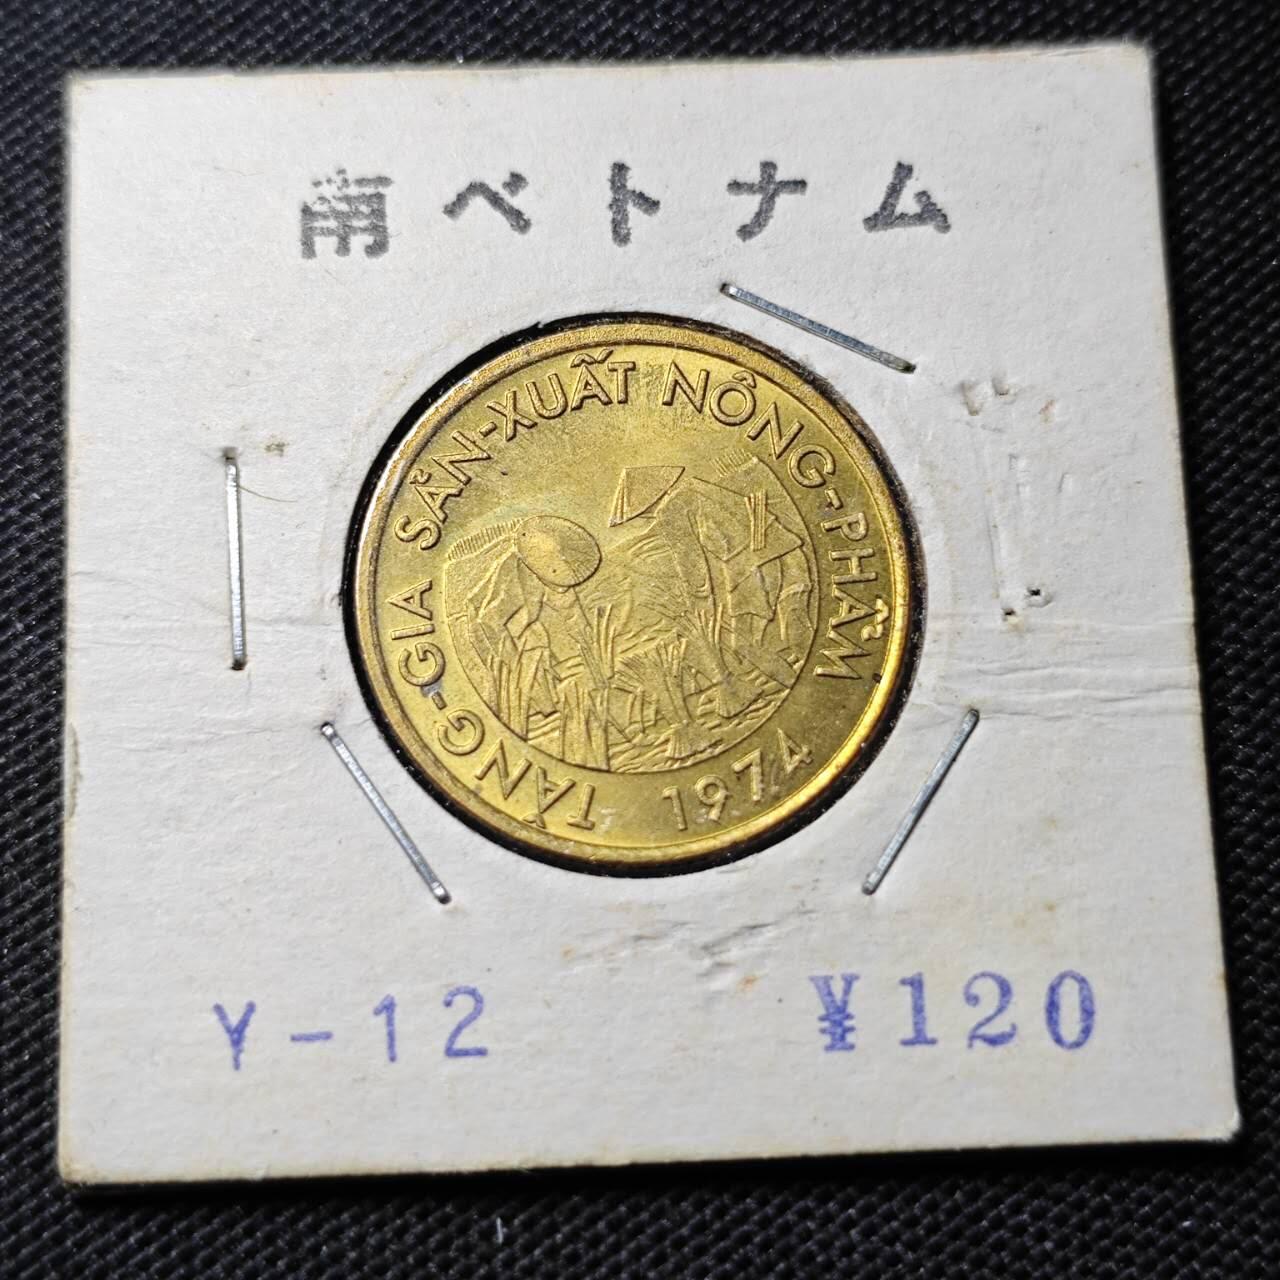 南ベトナム
TĂNG-GIA SẢN-XUẤT NÔNG-PHẨM
1974
Y-12 ¥120